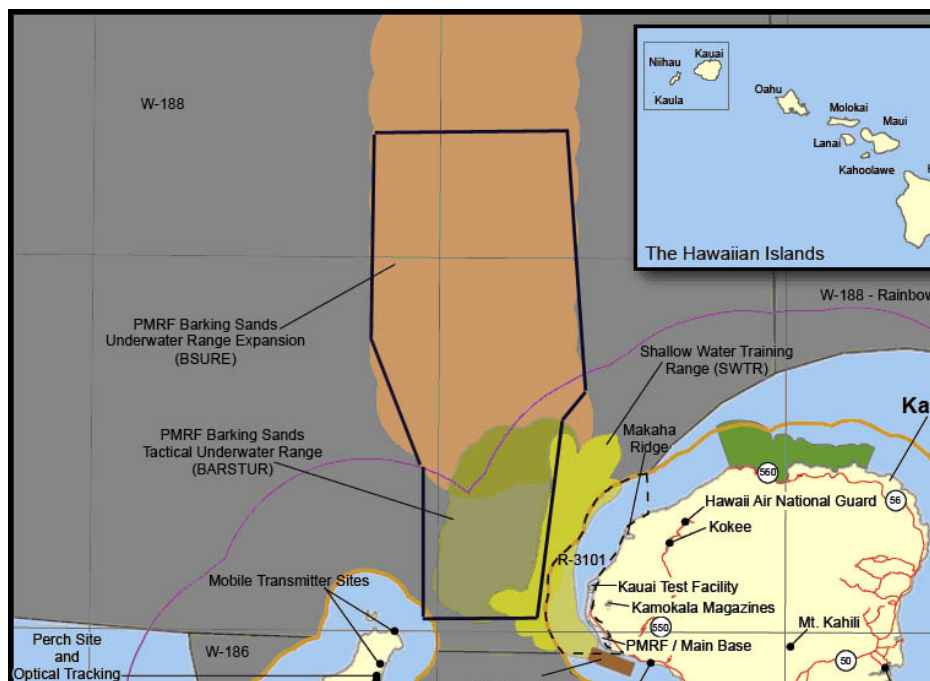 W-188
Niihau
Kauai
Kaula
Oahu
Molokai
Maui
Lanai
Kahoolawe
The Hawaiian Islands
W-188 - Rainbow
PMRF Barking Sands
Underwater Range Expansion
(BSURE)
Shallow Water Training
Range (SWTR)
Ka
PMRF Barking Sands
Tactical Underwater Range
(BARSTUR)
Makaha
Ridge
560
56
Hawaii Air National Guard
Kokee
R-3101
Mobile Transmitter Sites
Kauai Test Facility
Kamokala Magazines
550
Mt. Kahili
PMRF / Main Base
50
Perch Site
and
Optical Tracking
W-186